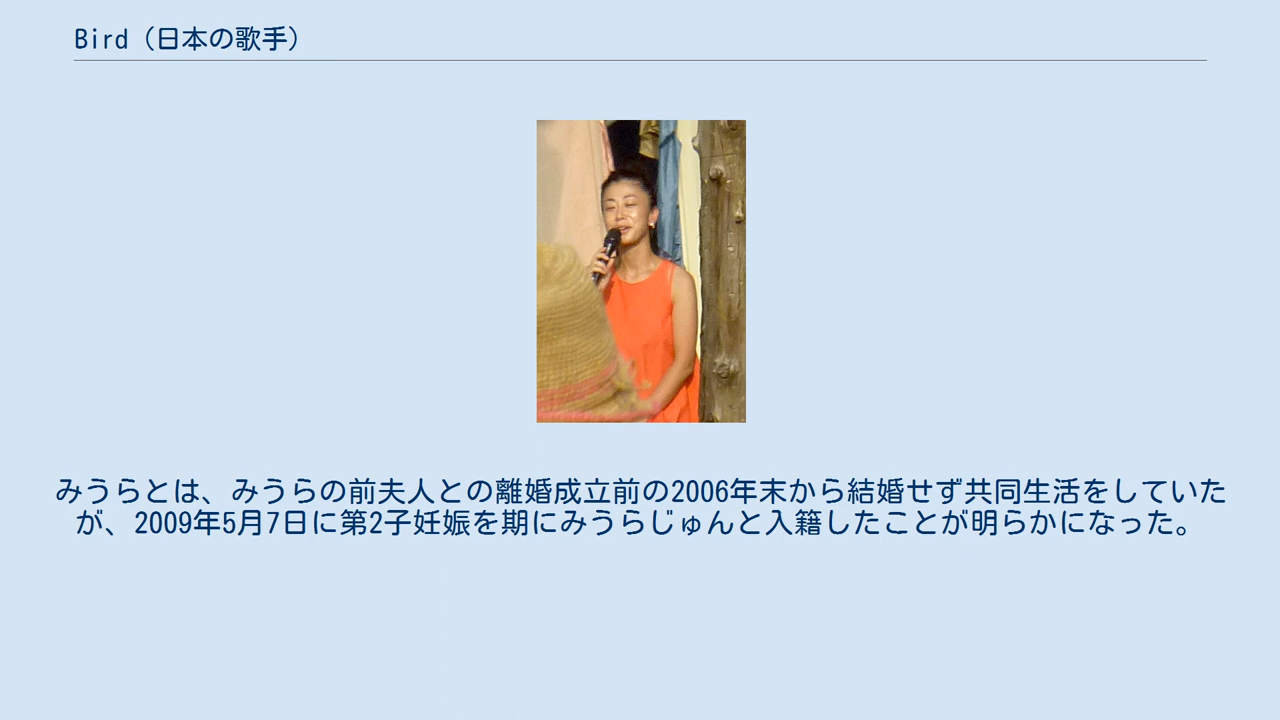 Bird（日本の歌手）
みうらとは、みうらの前夫人との離婚成立前の2006年末から結婚せず共同生活をしていた
が、2009年5月7日に第2子妊娠を期にみうらじゅんと入籍したことが明らかになった。